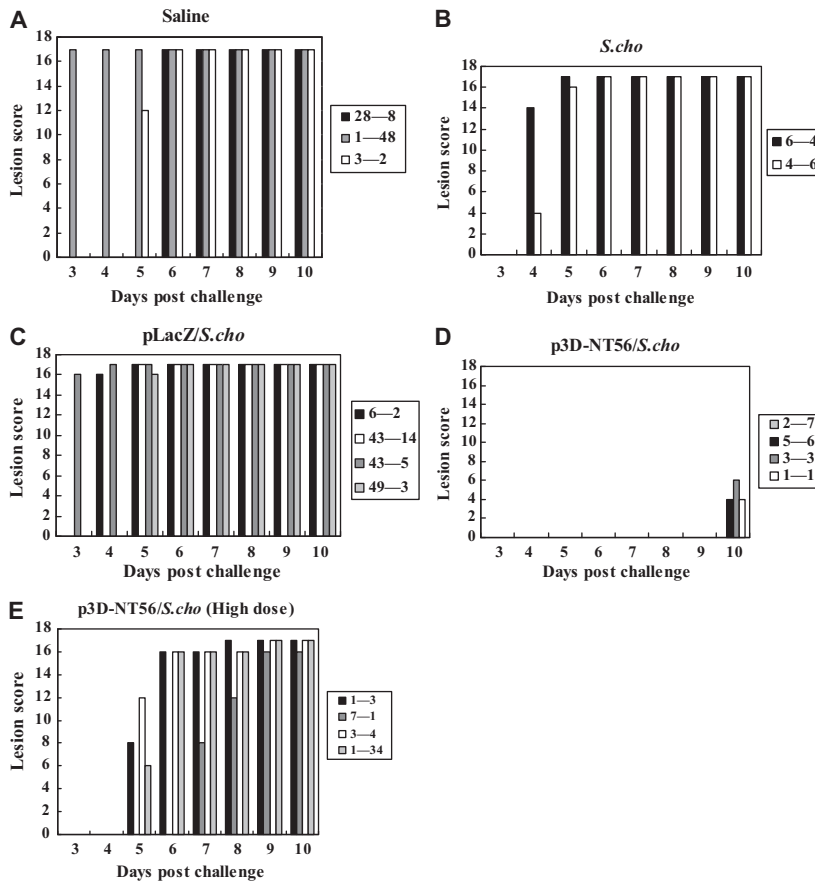 A
Saline
Lesion score
18
16
14
12
10
8
6
4
2
0
3 4 5 6 7 8 9 10
Days post challenge
28—8
1—48
3—2
B
S.cho
Lesion score
18
16
14
12
10
8
6
4
2
0
3 4 5 6 7 8 9 10
Days post challenge
6—4
4—6
C
pLacZ/S.cho
Lesion score
18
16
14
12
10
8
6
4
2
0
3 4 5 6 7 8 9 10
Days post challenge
6—2
43—14
43—5
49—3
D
p3D-NT56/S.cho
Lesion score
18
16
14
12
10
8
6
4
2
0
3 4 5 6 7 8 9 10
Days post challenge
2—7
5—6
3—3
1—1
E
p3D-NT56/S.cho (High dose)
Lesion score
18
16
14
12
10
8
6
4
2
0
3 4 5 6 7 8 9 10
Days post challenge
1—3
7—1
3—4
1—34